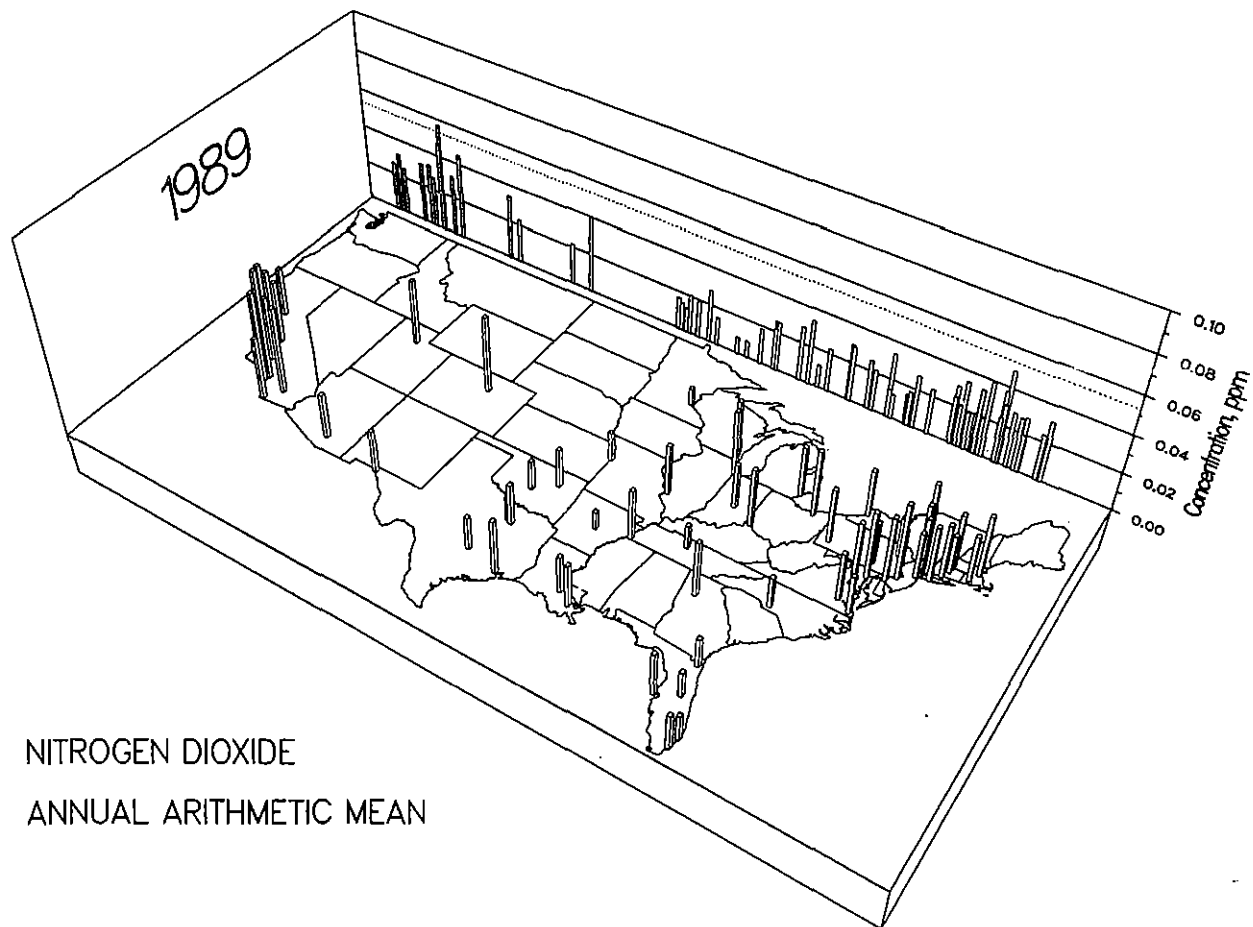 1989
0.10
0.08
0.06
0.04
0.02
0.00
Concentration, ppm
NITROGEN DIOXIDE
ANNUAL ARITHMETIC MEAN